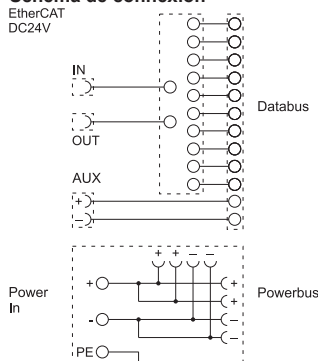 Schéma de connexion
EtherCAT
DC24V
IN
Databus
OUT
AUX
+
–
+ + – –
Power
In
+
-
PE
+
+
–
–
Powerbus